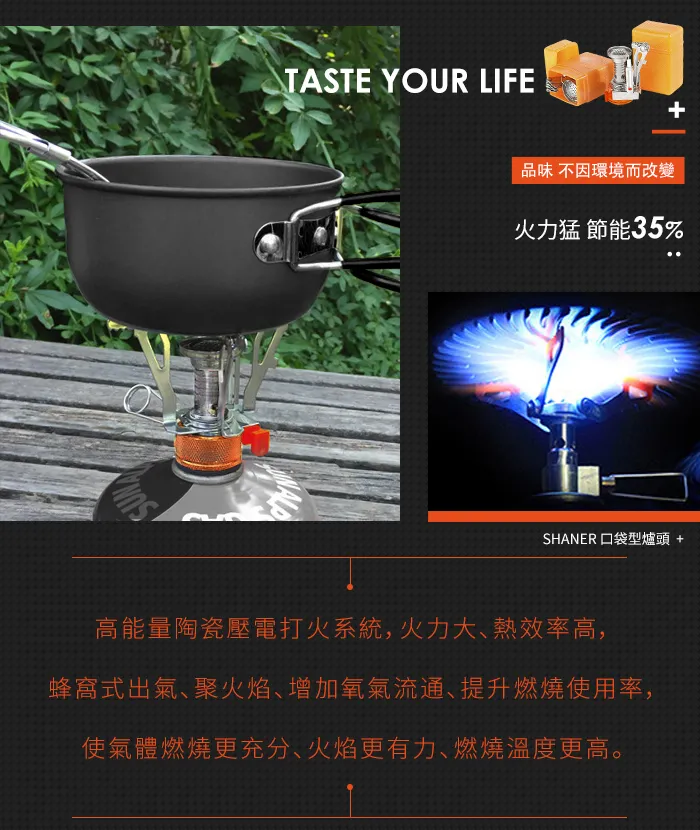 TASTE YOUR LIFE
+
品味 不因環境而改變
火力猛 節能35%
SHANER 口袋型爐頭 +
高能量陶瓷壓電打火系統，火力大、熱效率高，
蜂窩式出氣、聚火焰、增加氧氣流通、提升燃燒使用率，
使氣體燃燒更充分、火焰更有力、燃燒溫度更高。